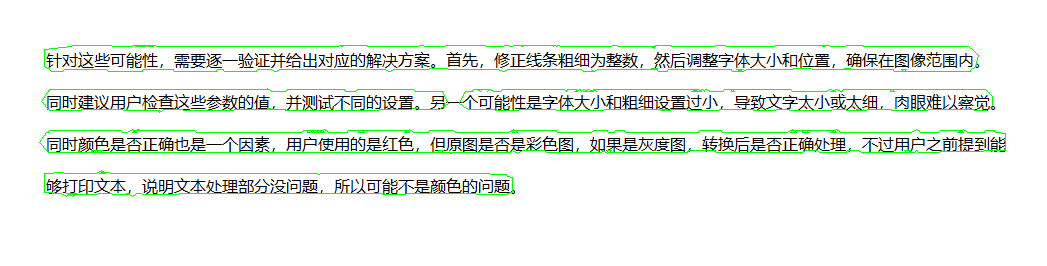 针对这些可能性，需要逐一验证并给出对应的解决方案。首先，修正线条粗细为整数，然后调整字体大小和位置，确保在图像范围内。
同时建议用户检查这些参数的值，并测试不同的设置。另一个可能性是字体大小和粗细设置过小，导致文字太小或太细，肉眼难以察觉。
同时颜色是否正确也是一个因素，用户使用的是红色，但原图是否是彩色图，如果是灰度图，转换后是否正确处理，不过用户之前提到能
够打印文本，说明文本处理部分没问题，所以可能不是颜色的问题。